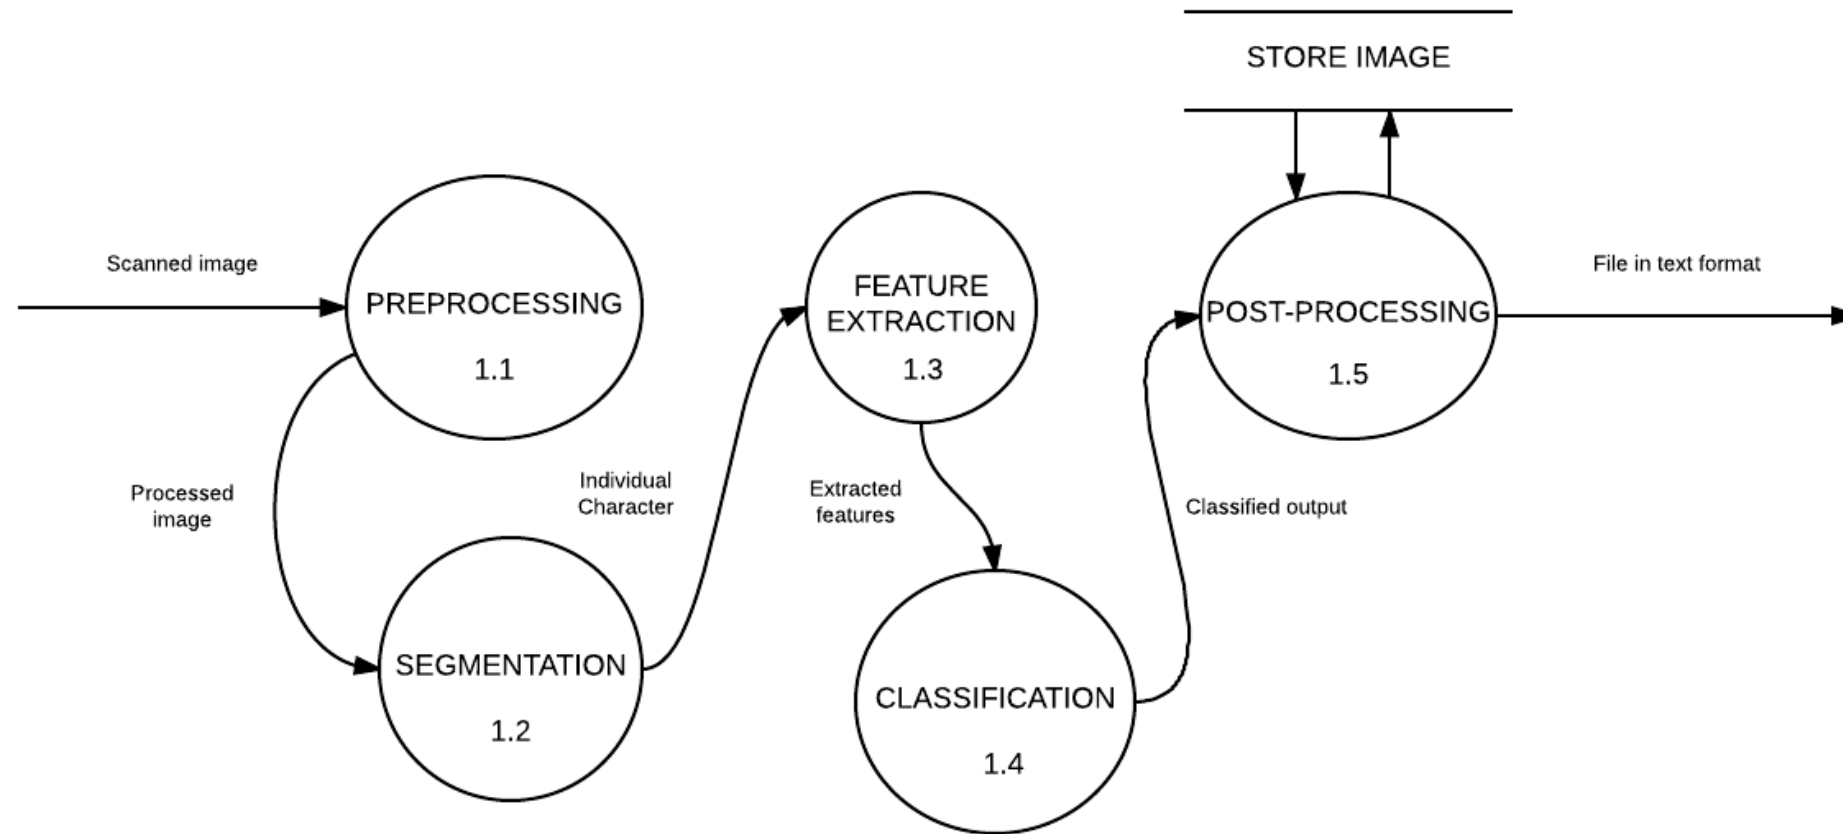 STORE IMAGE
Scanned image
PREPROCESSING
1.1
Processed
image
SEGMENTATION
1.2
Individual
Character
FEATURE
EXTRACTION
1.3
Extracted
features
CLASSIFICATION
1.4
Classified output
POST-PROCESSING
1.5
File in text format